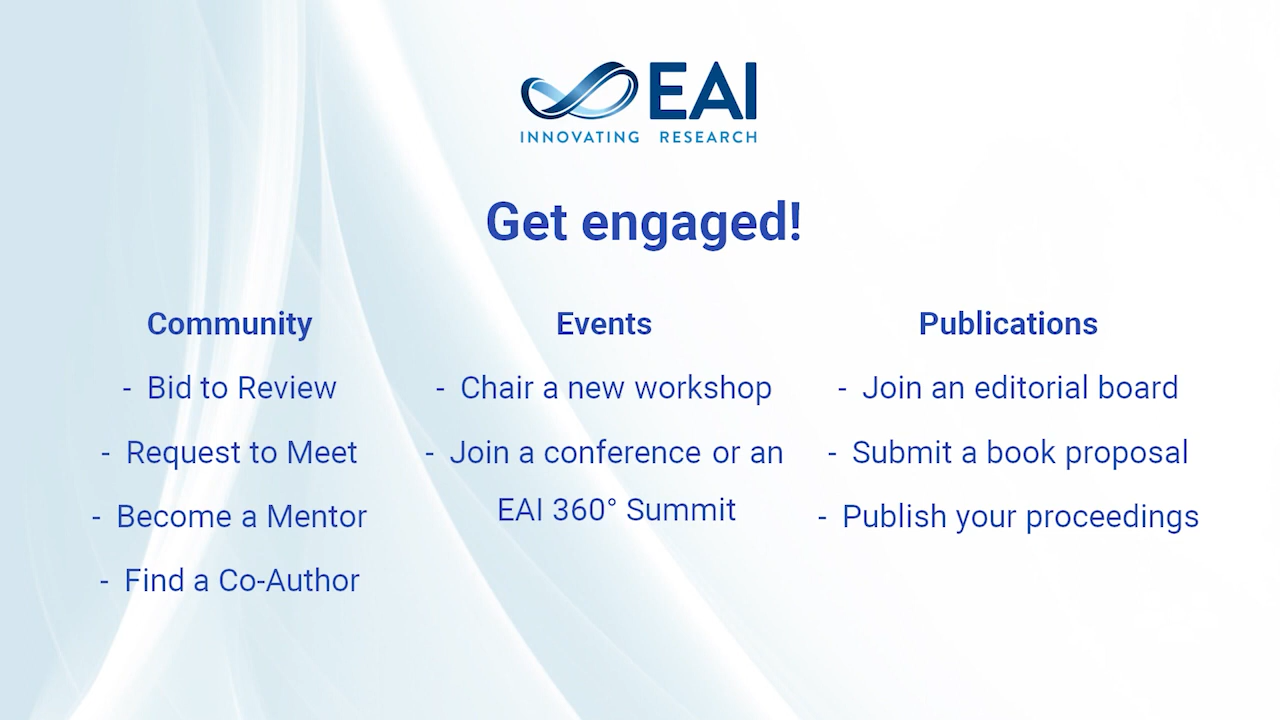 EAI
INNOVATING RESEARCH
Get engaged!
Community
- Bid to Review
- Request to Meet
- Become a Mentor
- Find a Co-Author
Events
- Chair a new workshop
- Join a conference or an
EAI 360° Summit
Publications
- Join an editorial board
- Submit a book proposal
- Publish your proceedings